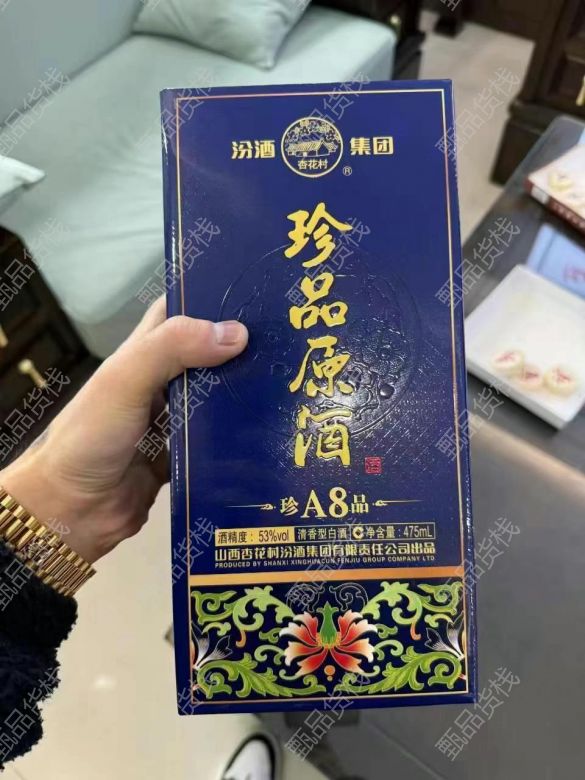 汾酒 杏花村 集团
®
珍品原酒
酒
珍 A8 品
酒精度：53%vol 清香型白酒 净含量：475mL
山西杏花村汾酒集团有限责任公司出品
PRODUCED BY SHANXI XINGHUACUN FENJIU GROUP COMPANY LTD
甄品货栈